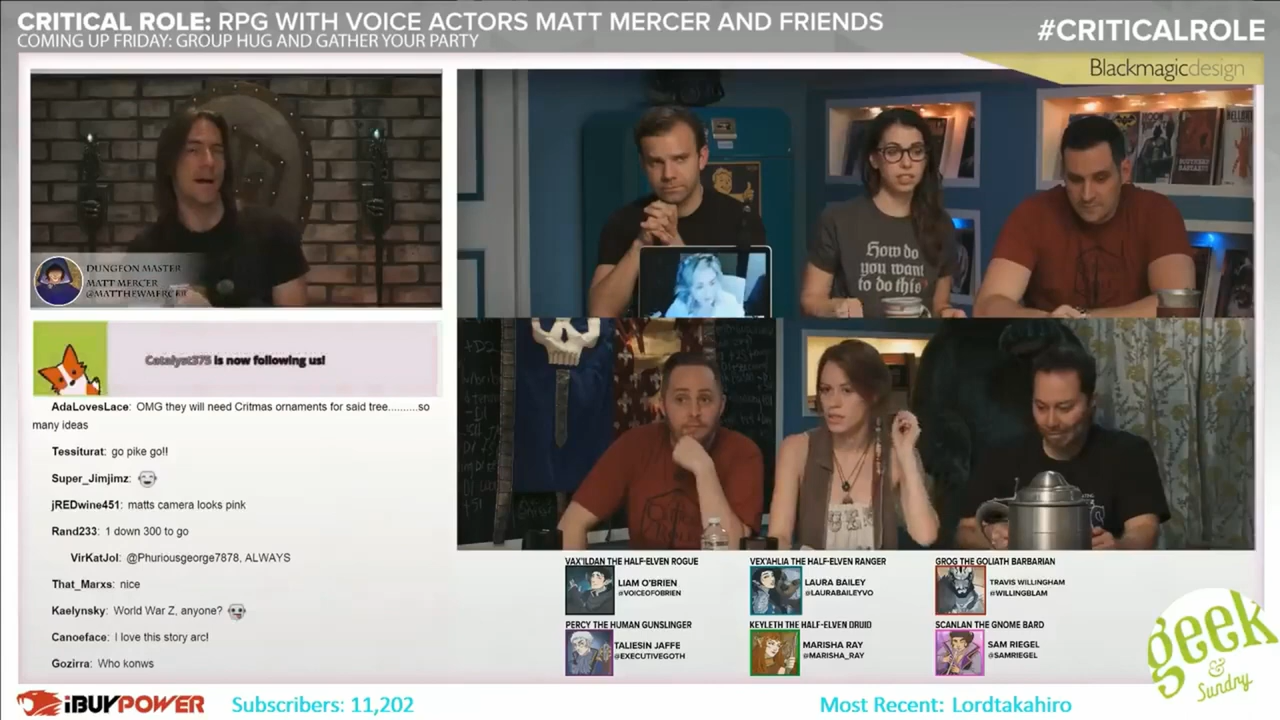 CRITICAL ROLE: RPG WITH VOICE ACTORS MATT MERCER AND FRIENDS
COMING UP FRIDAY: GROUP HUG AND GATHER YOUR PARTY
#CRITICALROLE
Blackmagicdesign
DUNGEON MASTER
MATT MERCER
@MATTHEWMERCER
How do
you want
to do this
Catalyst375 is now following us!
AdaLovesLace: OMG they will need Critmas ornaments for said tree..........so
many ideas
Tessiturat: go pike go!!
Super_Jimjimz:
jREDwine451: matts camera looks pink
Rand233: 1 down 300 to go
VirKatJol: @Phuriousgeorge7878, ALWAYS
That_Marxs: nice
Kaelynsky: World War Z, anyone?
Canoeface: I love this story arc!
Gozirra: Who konws
VAX'ILDAN THE HALF-ELVEN ROGUE
LIAM O'BRIEN
@VOICEOFOBRIEN
VEX'AHLIA THE HALF-ELVEN RANGER
LAURA BAILEY
@LAURABAILEYVO
GROG THE GOLIATH BARBARIAN
TRAVIS WILLINGHAM
@WILLINGBLAM
PERCY THE HUMAN GUNSLINGER
TALIESIN JAFFE
@EXECUTIVEGOTH
KEYLETH THE HALF-ELVEN DRUID
MARISHA RAY
@MARISHA_RAY
SCANLAN THE GNOME BARD
SAM RIEGEL
@SAMRIEGEL
geek
&
Sundry
iBUYPOWER
Subscribers: 11,202
Most Recent: Lordtakahiro